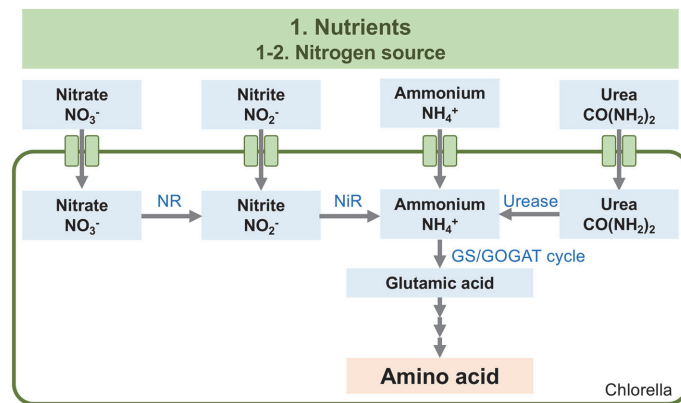 1. Nutrients
1-2. Nitrogen source
Nitrate
NO₃⁻
Nitrite
NO₂⁻
Ammonium
NH₄⁺
Urea
CO(NH₂)₂
Nitrate
NO₃⁻
NR
Nitrite
NO₂⁻
NiR
Ammonium
NH₄⁺
Urease
Urea
CO(NH₂)₂
GS/GOGAT cycle
Glutamic acid
Amino acid
Chlorella